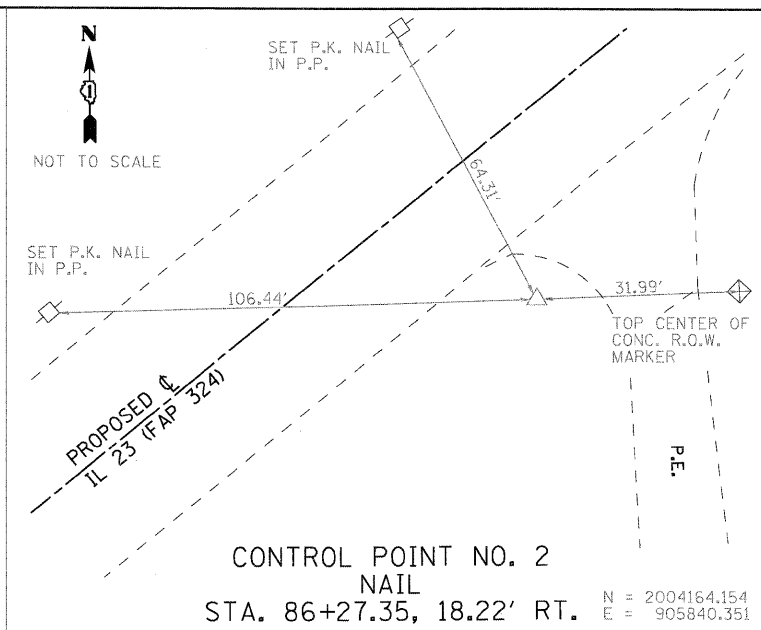 N
NOT TO SCALE
SET P.K. NAIL
IN P.P.
64.31'
SET P.K. NAIL
IN P.P.
106.44'
31.99'
TOP CENTER OF
CONC. R.O.W.
MARKER
PROPOSED ℄
IL 23 (FAP 324)
P.E.
CONTROL POINT NO. 2
NAIL
STA. 86+27.35, 18.22' RT.
N = 2004164.154
E = 905840.351